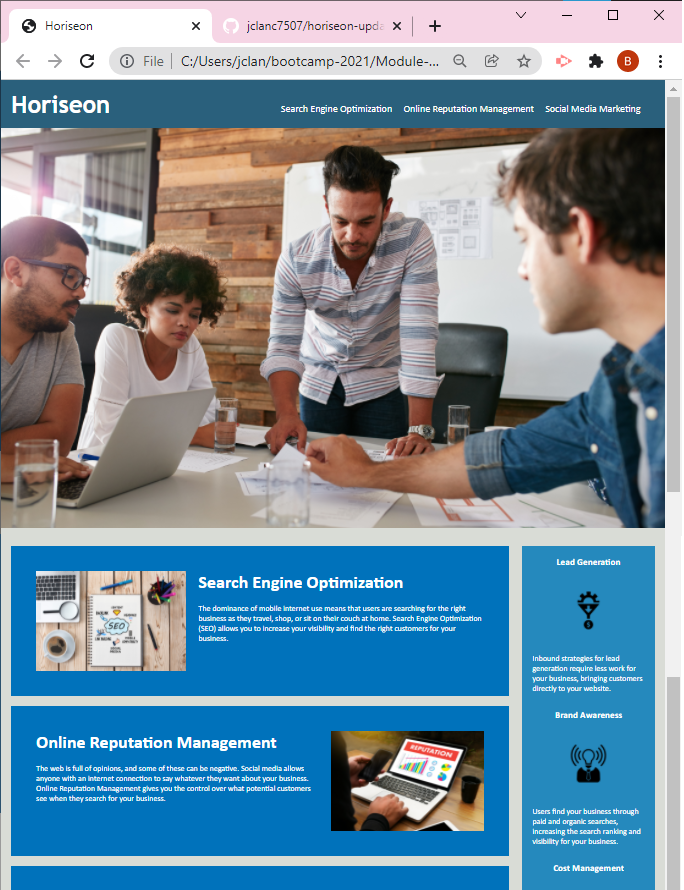 Horiseon
jclanc7507/horiseon-upda
File
C:/Users/jclan/bootcamp-2021/Module-...
B
Horiseon
Search Engine Optimization
Online Reputation Management
Social Media Marketing
SEO
Search Engine Optimization
The dominance of mobile internet use means that users are searching for the right
business as they travel, shop, or sit on their couch at home. Search Engine Optimization
(SEO) allows you to increase your visibility and find the right customers for your
business.
Online Reputation Management
The web is full of opinions, and some of these can be negative. Social media allows
anyone with an internet connection to say whatever they want about your business.
Online Reputation Management gives you the control over what potential customers
see when they search for your business.
REPUTATION
Lead Generation
Inbound strategies for lead
generation require less work for
your business, bringing customers
directly to your website.
Brand Awareness
Users find your business through
paid and organic searches,
increasing the search ranking and
visibility for your business.
Cost Management